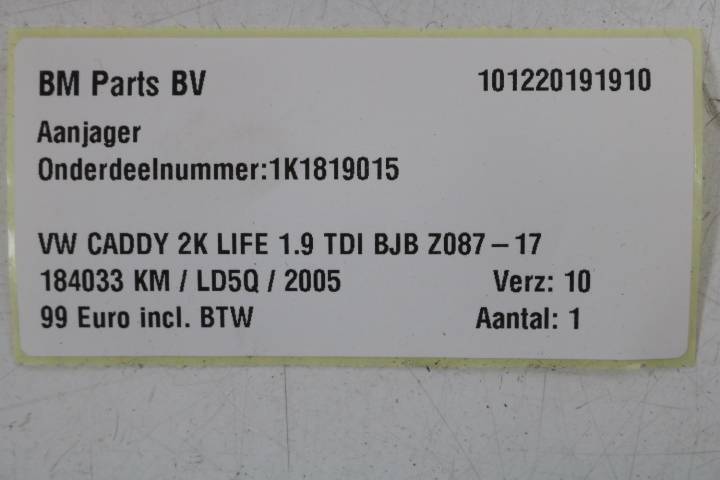 BM Parts BV 101220191910
Aanjager
Onderdeelnummer:1K1819015
VW CADDY 2K LIFE 1.9 TDI BJB Z087-17
184033 KM / LD5Q / 2005 Verz: 10
99 Euro incl. BTW Aantal: 1